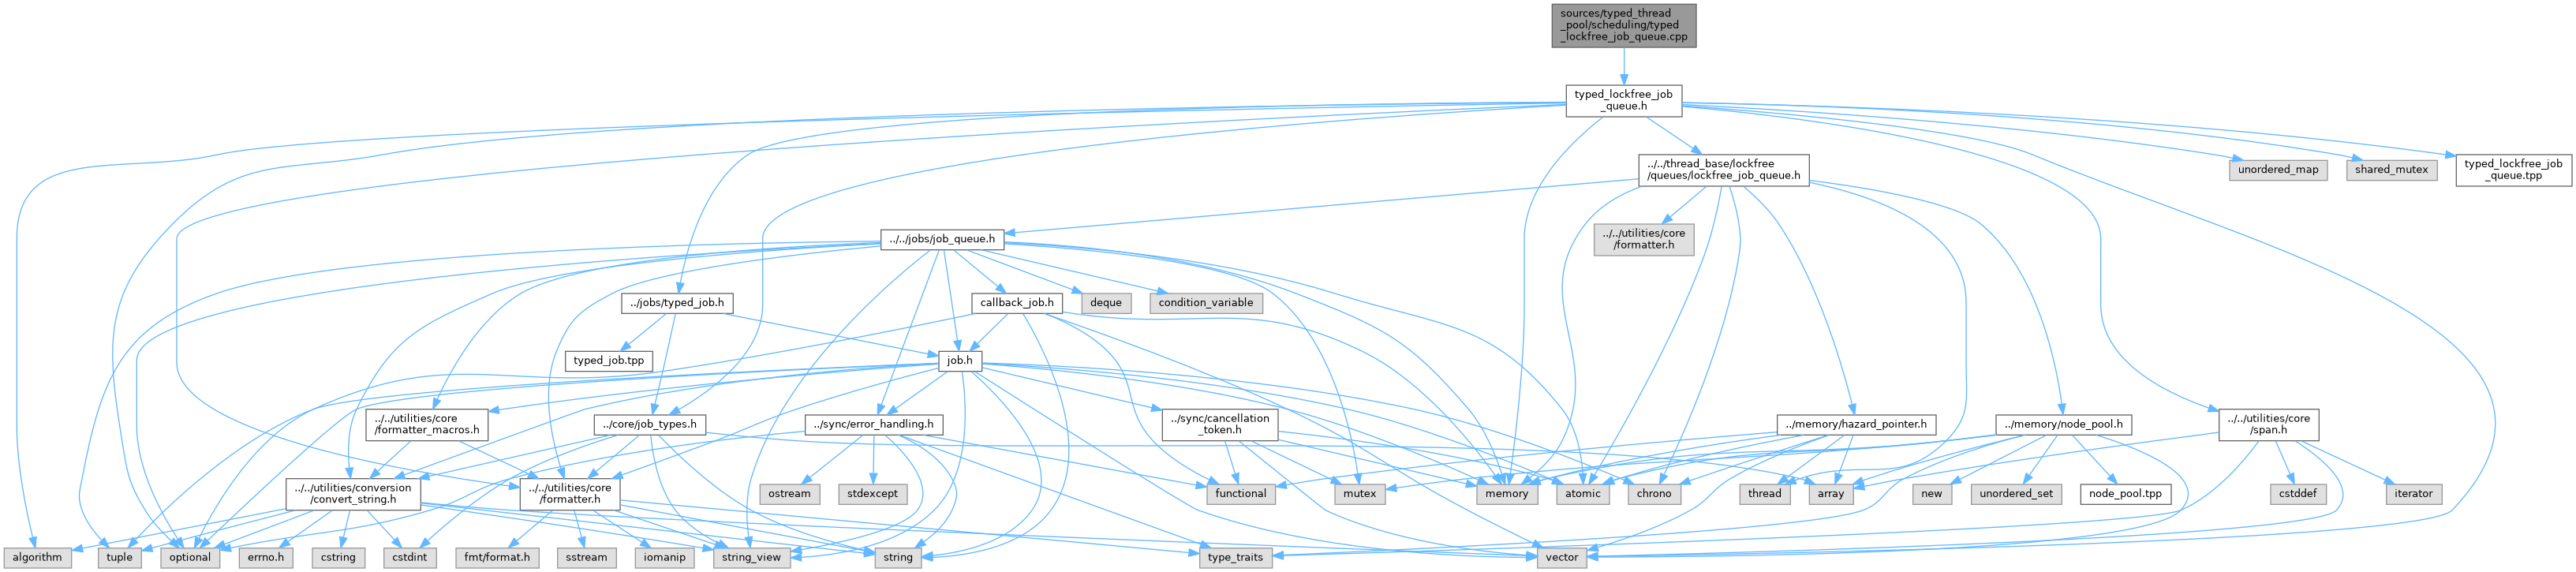 sources/typed_thread
_pool/scheduling/typed
_lockfree_job_queue.cpp
typed_lockfree_job
_queue.h
../../thread_base/lockfree
/queues/lockfree_job_queue.h
unordered_map
shared_mutex
typed_lockfree_job
_queue.tpp
../../jobs/job_queue.h
../../utilities/core
/formatter.h
../jobs/typed_job.h
callback_job.h
deque
condition_variable
typed_job.tpp
job.h
../../utilities/core
/formatter_macros.h
../core/job_types.h
../sync/error_handling.h
../sync/cancellation
_token.h
../memory/hazard_pointer.h
../memory/node_pool.h
../../utilities/core
/span.h
../../utilities/conversion
/convert_string.h
../../utilities/core
/formatter.h
ostream
stdexcept
functional
mutex
memory
atomic
chrono
thread
array
new
unordered_set
node_pool.tpp
cstddef
iterator
algorithm
tuple
optional
errno.h
cstring
cstdint
fmt/format.h
sstream
iomanip
string_view
string
type_traits
vector